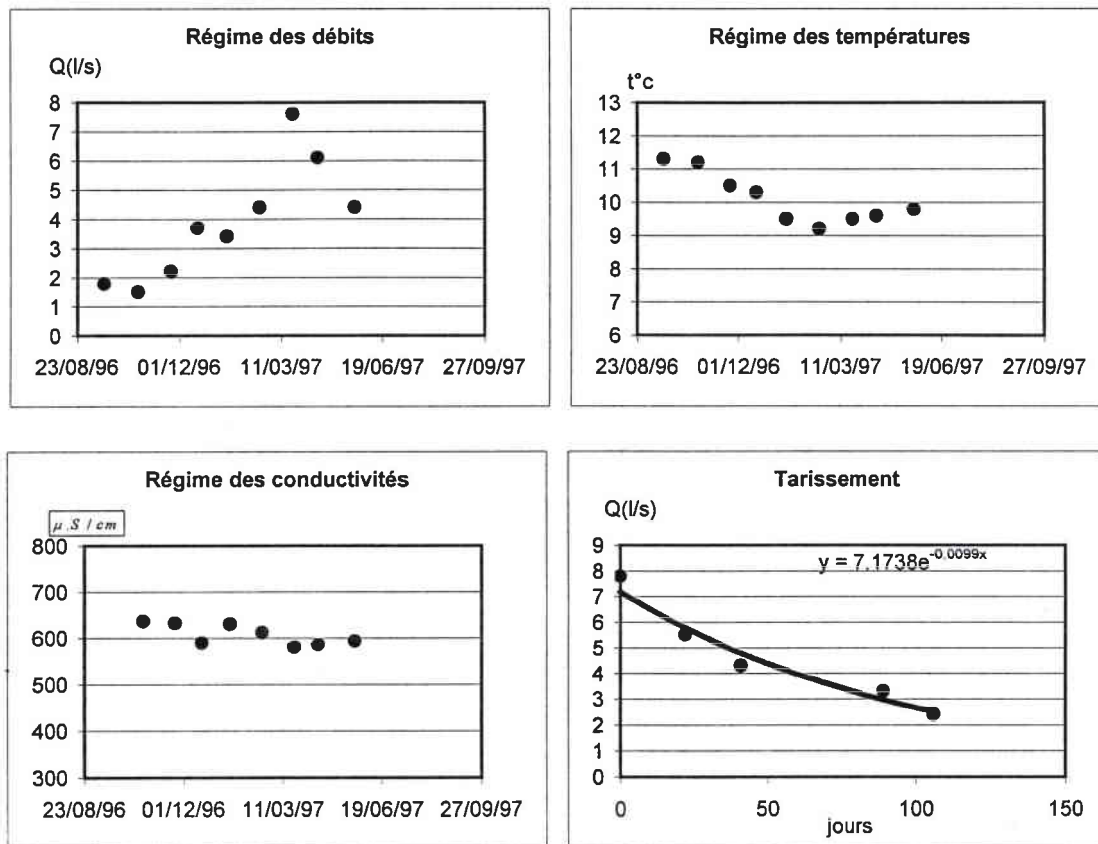 Régime des débits
Q(l/s)
8
7
6
5
4
3
2
1
0
23/08/96 01/12/96 11/03/97 19/06/97 27/09/97
Régime des températures
t°c
13
12
11
10
9
8
7
6
23/08/96 01/12/96 11/03/97 19/06/97 27/09/97
Régime des conductivités
µ.S / cm
800
700
600
500
400
300
23/08/96 01/12/96 11/03/97 19/06/97 27/09/97
Tarissement
Q(l/s)
y = 7.1738e-0.0099x
9
8
7
6
5
4
3
2
1
0
0 50 100 150
jours